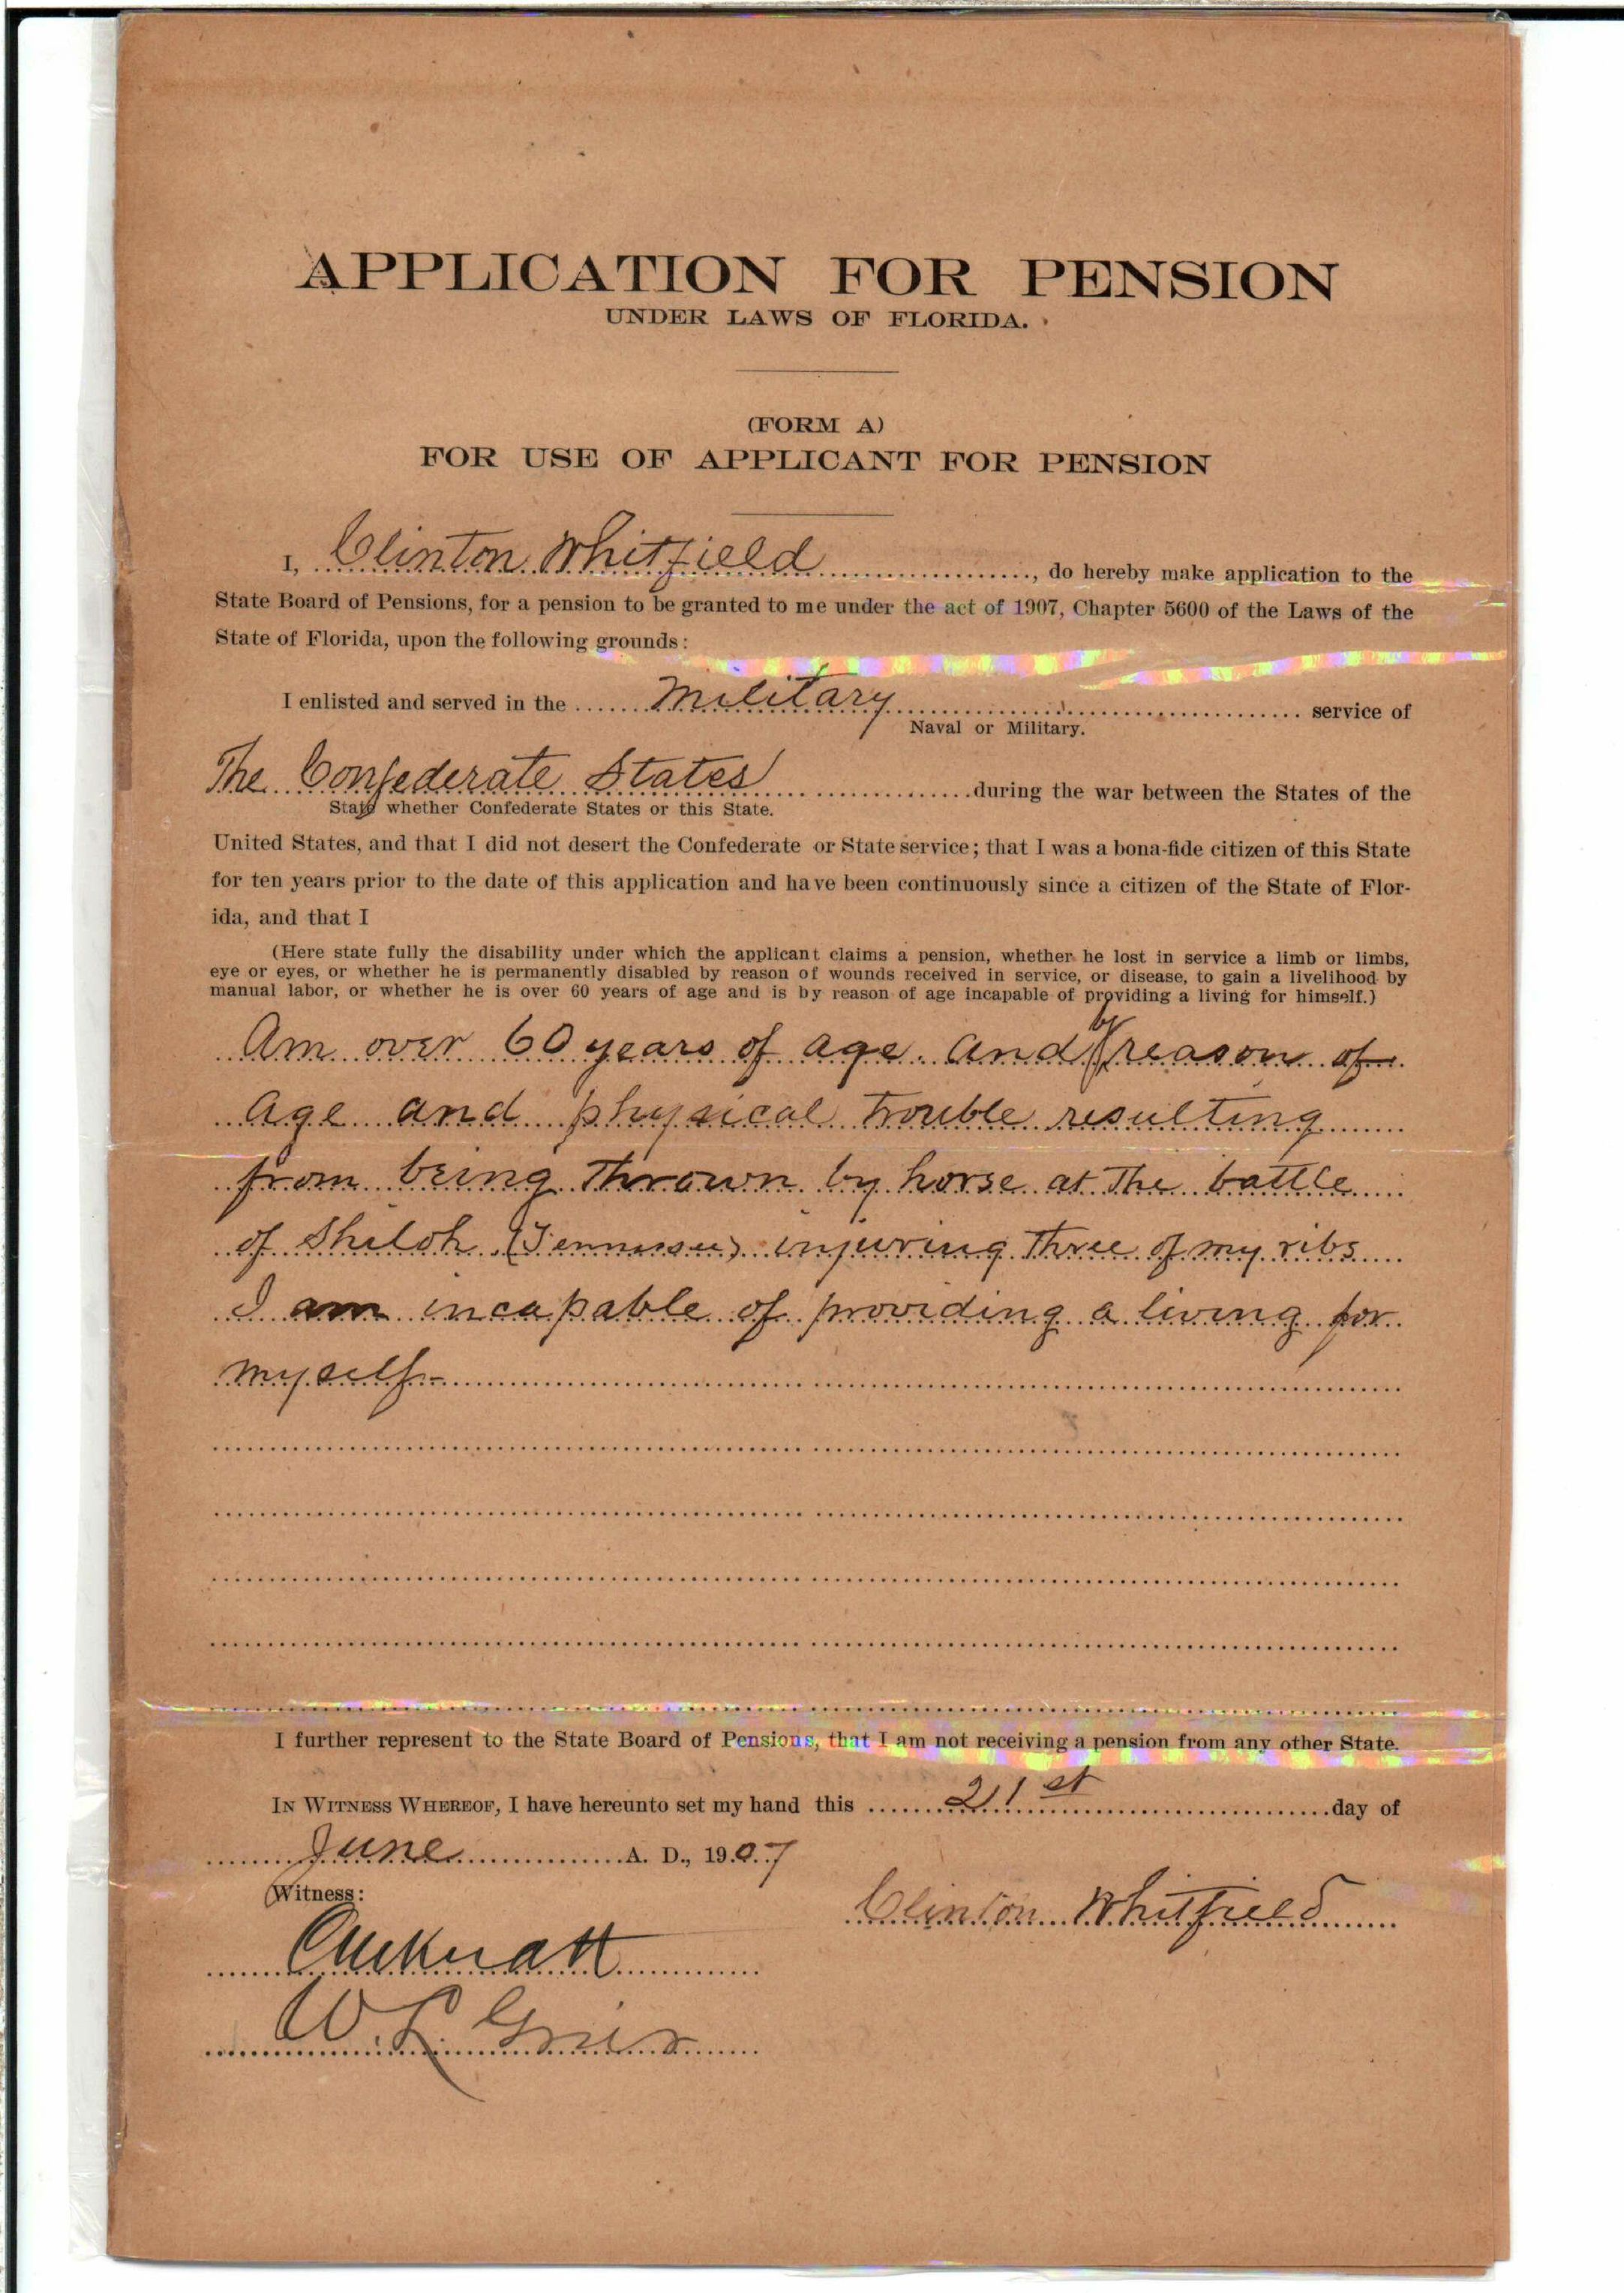 APPLICATION FOR PENSION
UNDER LAWS OF FLORIDA.
(FORM A)
FOR USE OF APPLICANT FOR PENSION
I, Clinton Whitfield, do hereby make application to the
State Board of Pensions, for a pension to be granted to me under the act of 1907, Chapter 5600 of the Laws of the
State of Florida, upon the following grounds:
I enlisted and served in the Military service of
Naval or Military.
The Confederate States during the war between the States of the
State whether Confederate States or this State.
United States, and that I did not desert the Confederate or State service; that I was a bona-fide citizen of this State
for ten years prior to the date of this application and have been continuously since a citizen of the State of Flor-
ida, and that I
(Here state fully the disability under which the applicant claims a pension, whether he lost in service a limb or limbs,
eye or eyes, or whether he is permanently disabled by reason of wounds received in service, or disease, to gain a livelihood by
manual labor, or whether he is over 60 years of age and is by reason of age incapable of providing a living for himself.)
Am over 60 years of age. and by reason of
age and physical trouble resulting
from being thrown by horse at the battle
of Shiloh (Tennessee) injuring three of my ribs
I am incapable of providing a living for
myself-
I further represent to the State Board of Pensions, that I am not receiving a pension from any other State.
IN WITNESS WHEREOF, I have hereunto set my hand this 21st day of
June A. D., 1907
Witness:
Clinton Whitfield
W. L. Grier